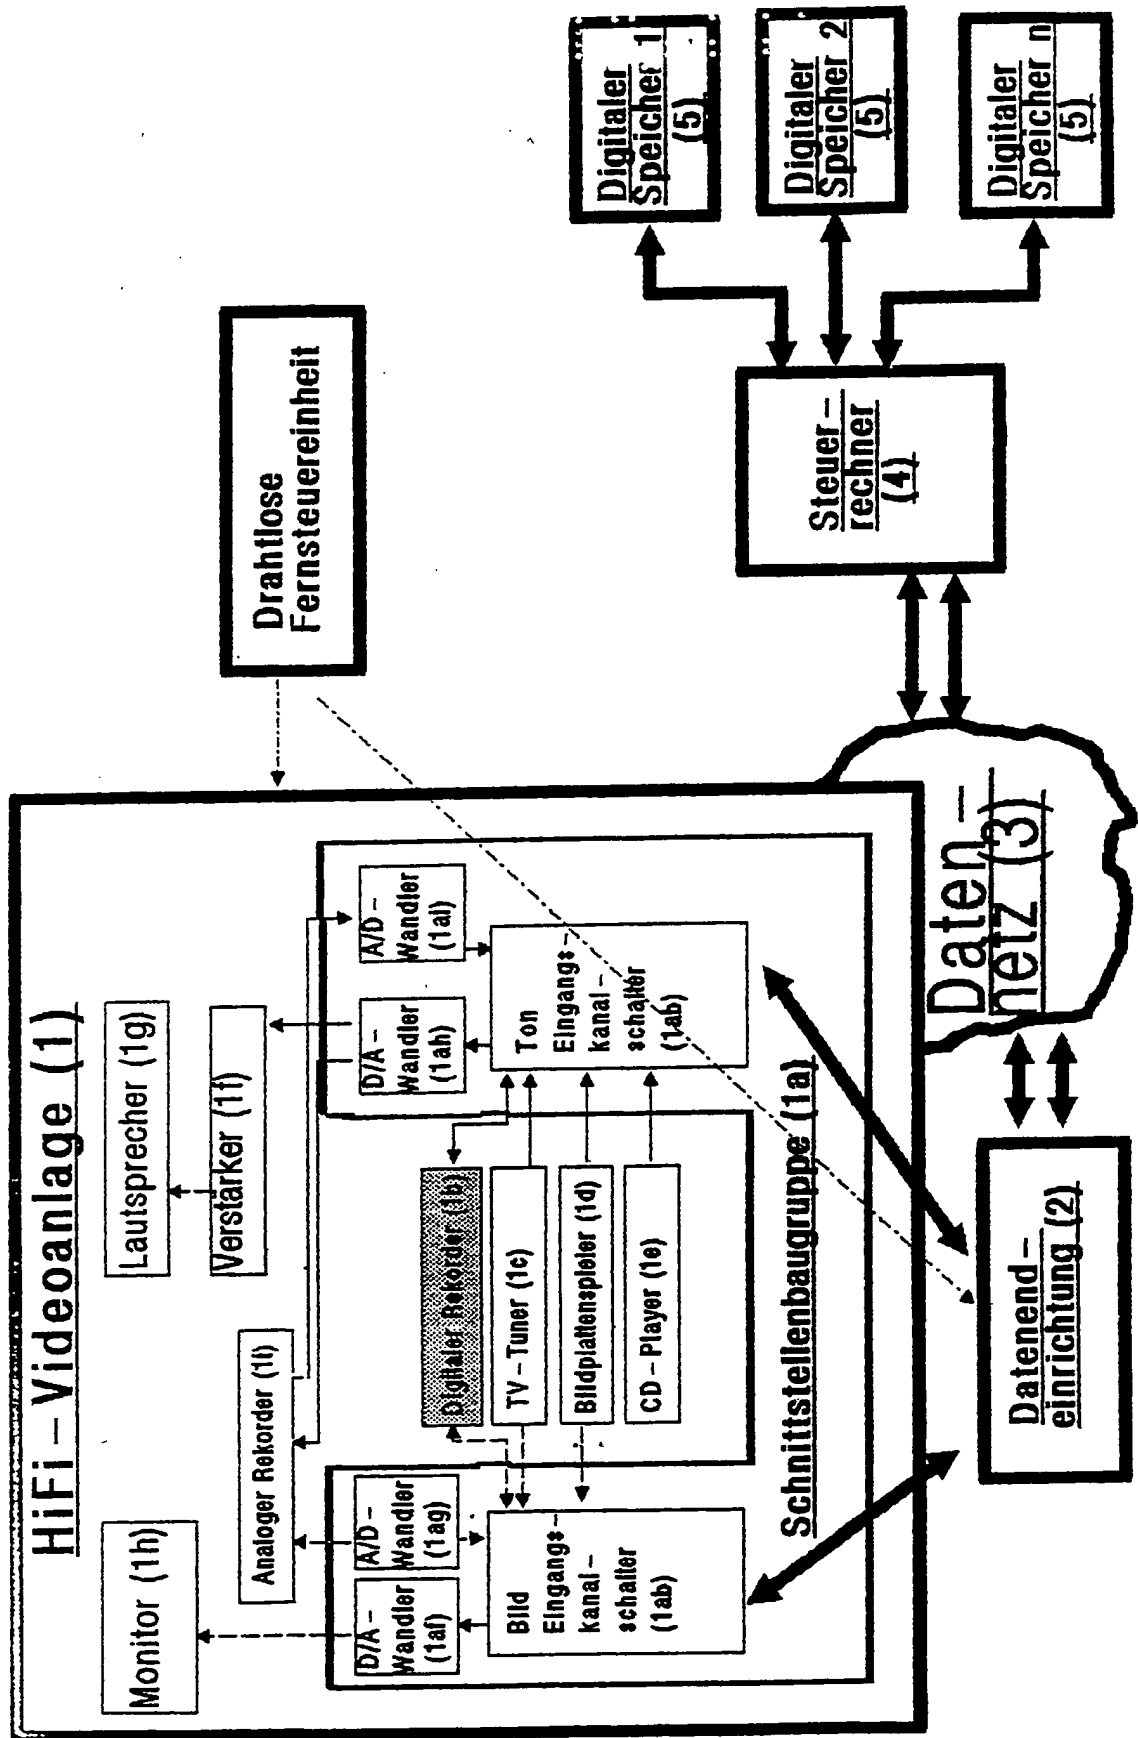 HiFi-Videoanlage (1)
Monitor (1h)
Lautsprecher (1g)
Analoger Rekorder (1i)
Verstarker (1f)
D/A-
Wandler
(1af)
A/D-
Wandler
(1ag)
D/A-
Wandler
(1ah)
A/D-
Wandler
(1ai)
Digitaler Rekorder (1b)
TV-Tuner (1c)
Bildplattenspieler (1d)
CD-Player (1e)
Bild
Eingangs-
kanal-
schalter
(1ab)
Ton
Eingangs-
kanal-
schalter
(1ab)
Schnittstellenbaugruppe (1a)
Drahtlose
Fernsteuereinheit
Datenend-
einrichtung (2)
Daten-
netz (3)
Steuer-
rechner
(4)
Digitaler
Speicher 1
(5)
Digitaler
Speicher 2
(5)
Digitaler
Speicher n
(5)